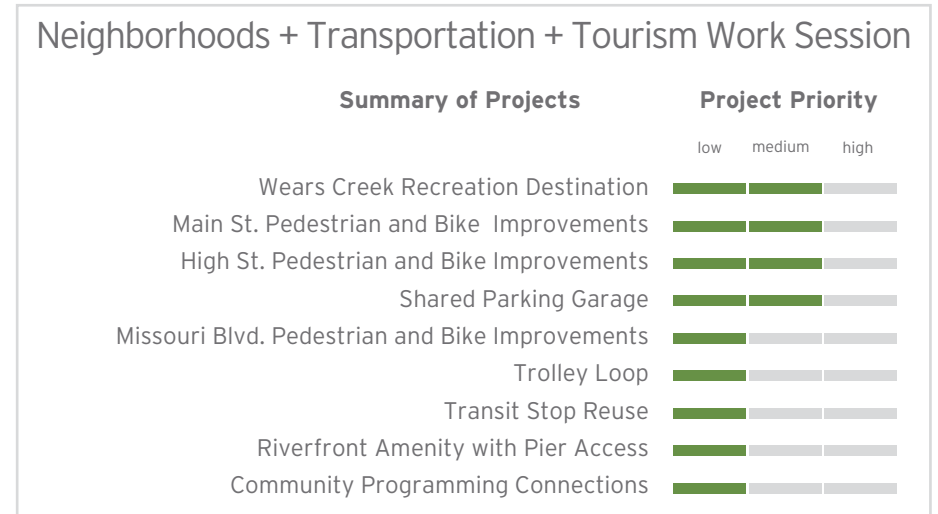 Neighborhoods + Transportation + Tourism Work Session
Summary of Projects Project Priority
low medium high
Wears Creek Recreation Destination
Main St. Pedestrian and Bike Improvements
High St. Pedestrian and Bike Improvements
Shared Parking Garage
Missouri Blvd. Pedestrian and Bike Improvements
Trolley Loop
Transit Stop Reuse
Riverfront Amenity with Pier Access
Community Programming Connections